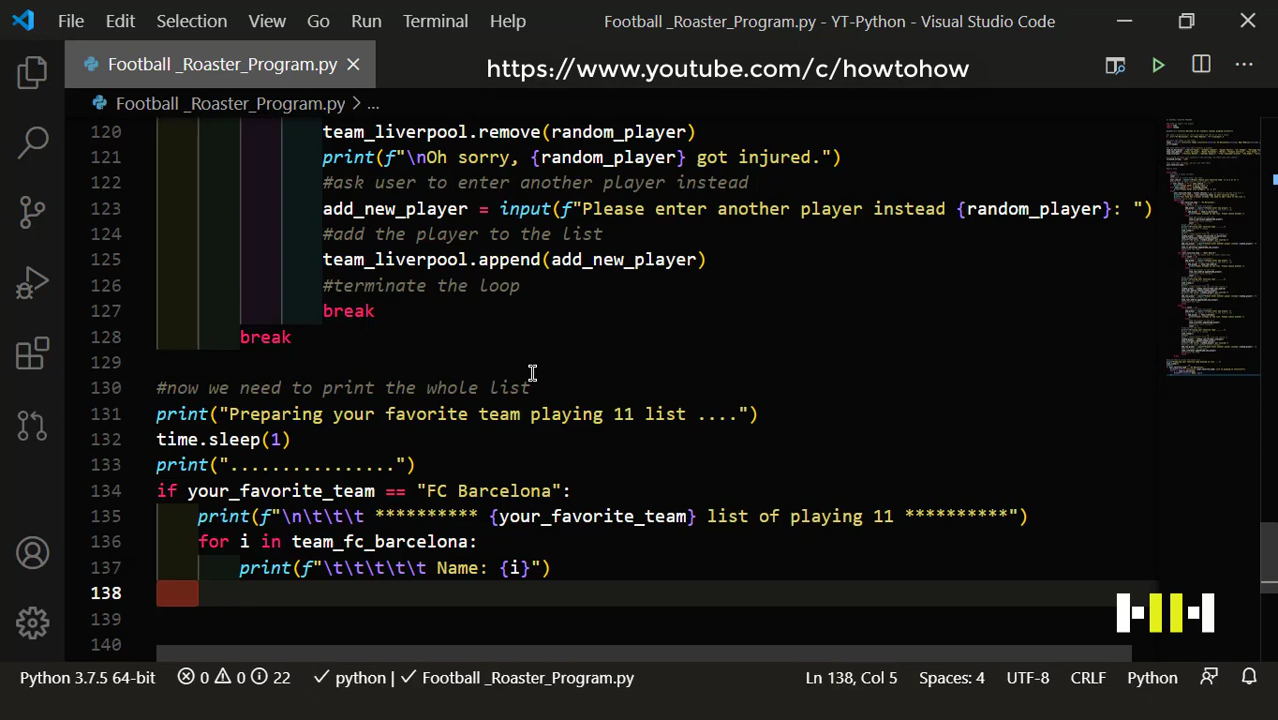 File Edit Selection View Go Run Terminal Help Football _Roaster_Program.py - YT-Python - Visual Studio Code
Football _Roaster_Program.py https://www.youtube.com/c/howtohow
Football _Roaster_Program.py > ...
120 team_liverpool.remove(random_player)
121 print(f"\nOh sorry, {random_player} got injured.")
122 #ask user to enter another player instead
123 add_new_player = input(f"Please enter another player instead {random_player}: ")
124 #add the player to the list
125 team_liverpool.append(add_new_player)
126 #terminate the loop
127 break
128 break
129
130 #now we need to print the whole list
131 print("Preparing your favorite team playing 11 list ....")
132 time.sleep(1)
133 print("................")
134 if your_favorite_team == "FC Barcelona":
135 print(f"\n\t\t\t ********** {your_favorite_team} list of playing 11 **********")
136 for i in team_fc_barcelona:
137 print(f"\t\t\t\t\t Name: {i}")
138
139
140
Python 3.7.5 64-bit 0 0 22 python | Football _Roaster_Program.py Ln 138, Col 5 Spaces: 4 UTF-8 CRLF Python